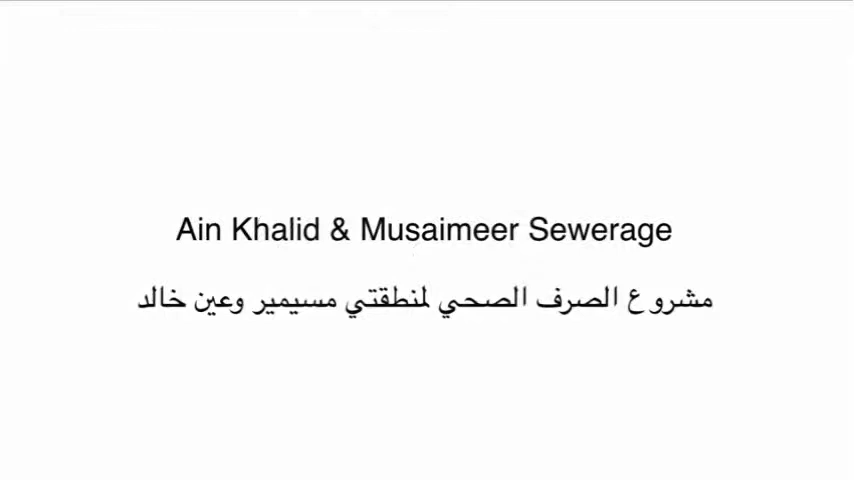 Ain Khalid & Musaimeer Sewerage
مشروع الصرف الصحي لمنطقتي مسيمير وعين خالد